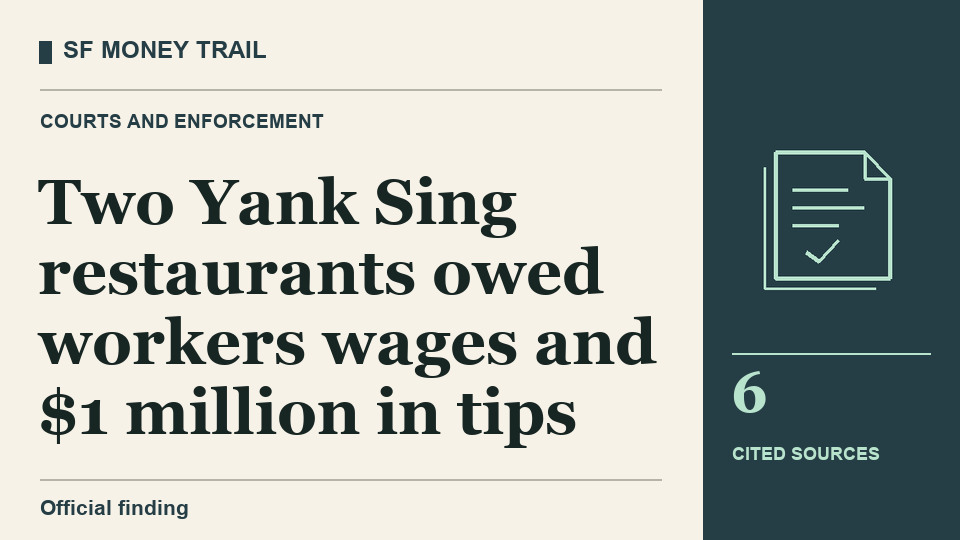 SF MONEY TRAIL
COURTS AND ENFORCEMENT
Two Yank Sing
restaurants owed
workers wages and
$1 million in tips
Official finding
6
CITED SOURCES